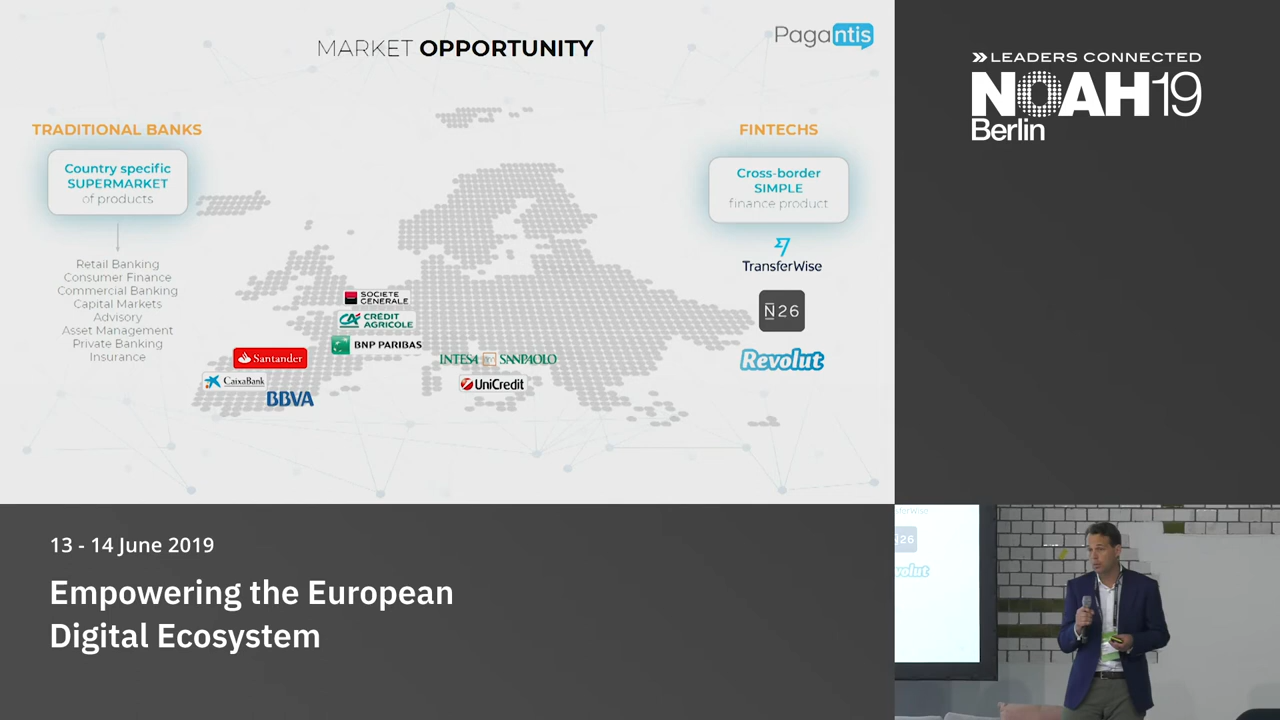 MARKET OPPORTUNITY
Pagantis
TRADITIONAL BANKS
Country specific
SUPERMARKET
of products
Retail Banking
Consumer Finance
Commercial Banking
Capital Markets
Advisory
Asset Management
Private Banking
Insurance
SOCIETE
GENERALE
CRÉDIT
AGRICOLE
BNP PARIBAS
Santander
CaixaBank
BBVA
INTESA SANPAOLO
UniCredit
FINTECHS
Cross-border
SIMPLE
finance product
TransferWise
N26
Revolut
LEADERS CONNECTED
NOAH19
Berlin
13 - 14 June 2019
Empowering the European
Digital Ecosystem